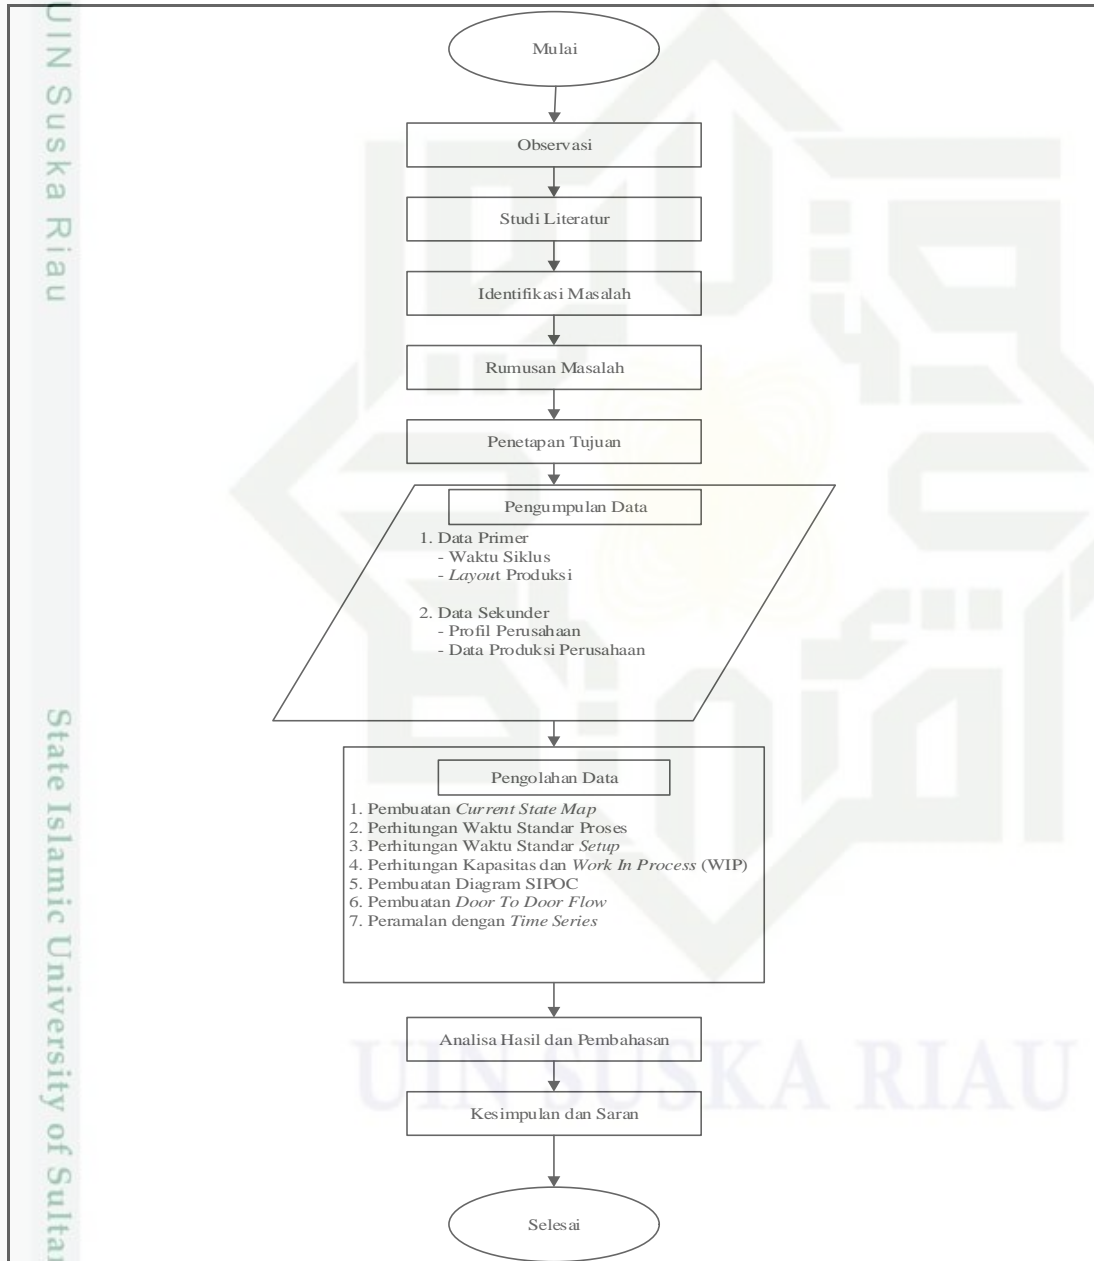 UIN Suska Riau
State Islamic University of Sultan
Mulai
Observasi
Studi Literatur
Identifikasi Masalah
Rumusan Masalah
Penetapan Tujuan
Pengumpulan Data
1. Data Primer
- Waktu Siklus
- Layout Produksi
2. Data Sekunder
- Profil Perusahaan
- Data Produksi Perusahaan
Pengolahan Data
1. Pembuatan Current State Map
2. Perhitungan Waktu Standar Proses
3. Perhitungan Waktu Standar Setup
4. Perhitungan Kapasitas dan Work In Process (WIP)
5. Pembuatan Diagram SIPOC
6. Pembuatan Door To Door Flow
7. Peramalan dengan Time Series
Analisa Hasil dan Pembahasan
UIN SUSKA RIAU
Kesimpulan dan Saran
Selesai